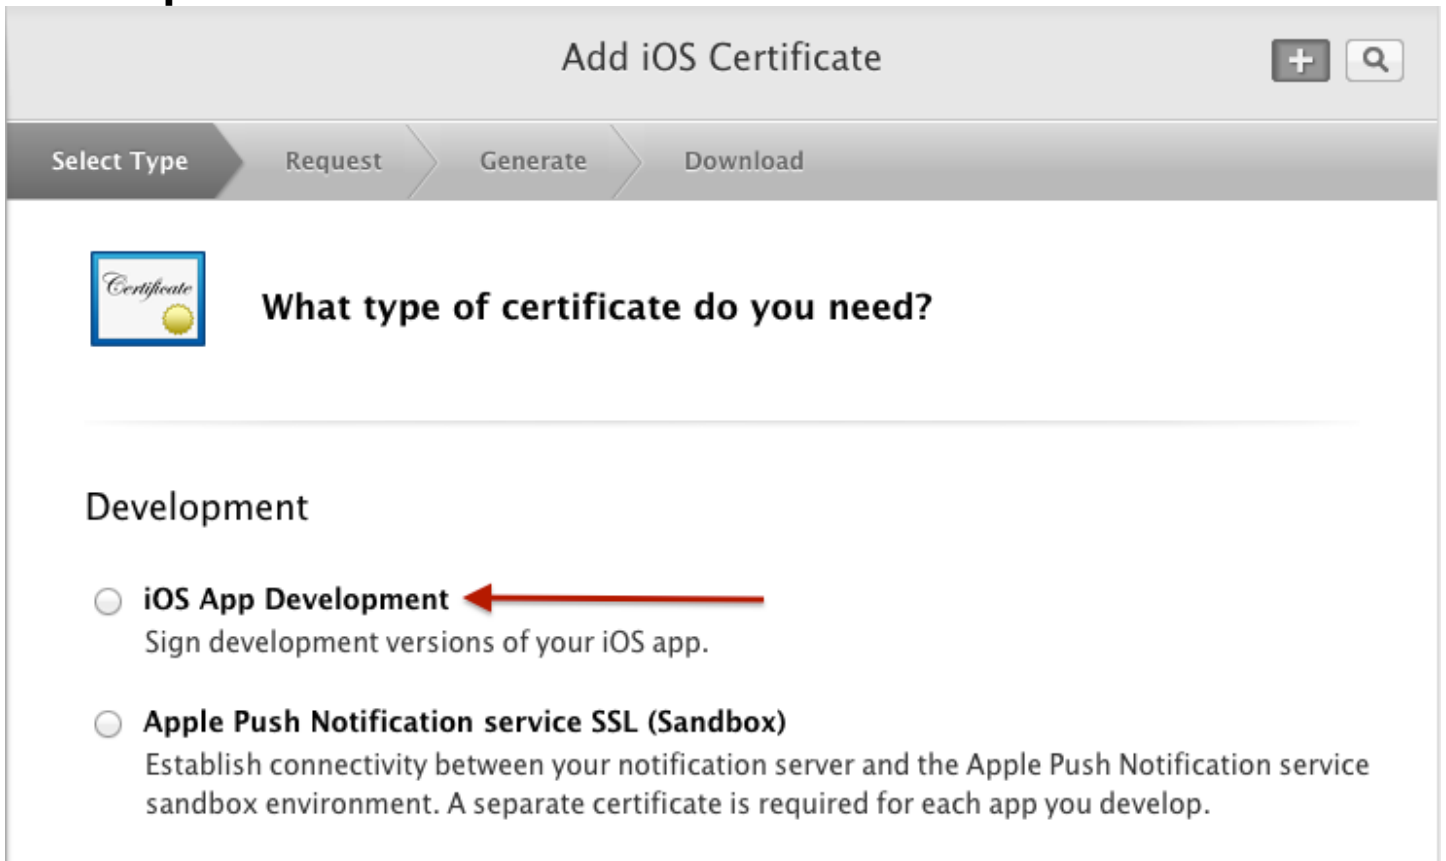 Add iOS Certificate
Select Type
Request
Generate
Download
Certificate
What type of certificate do you need?
Development
iOS App Development
Sign development versions of your iOS app.
Apple Push Notification service SSL (Sandbox)
Establish connectivity between your notification server and the Apple Push Notification service
sandbox environment. A separate certificate is required for each app you develop.